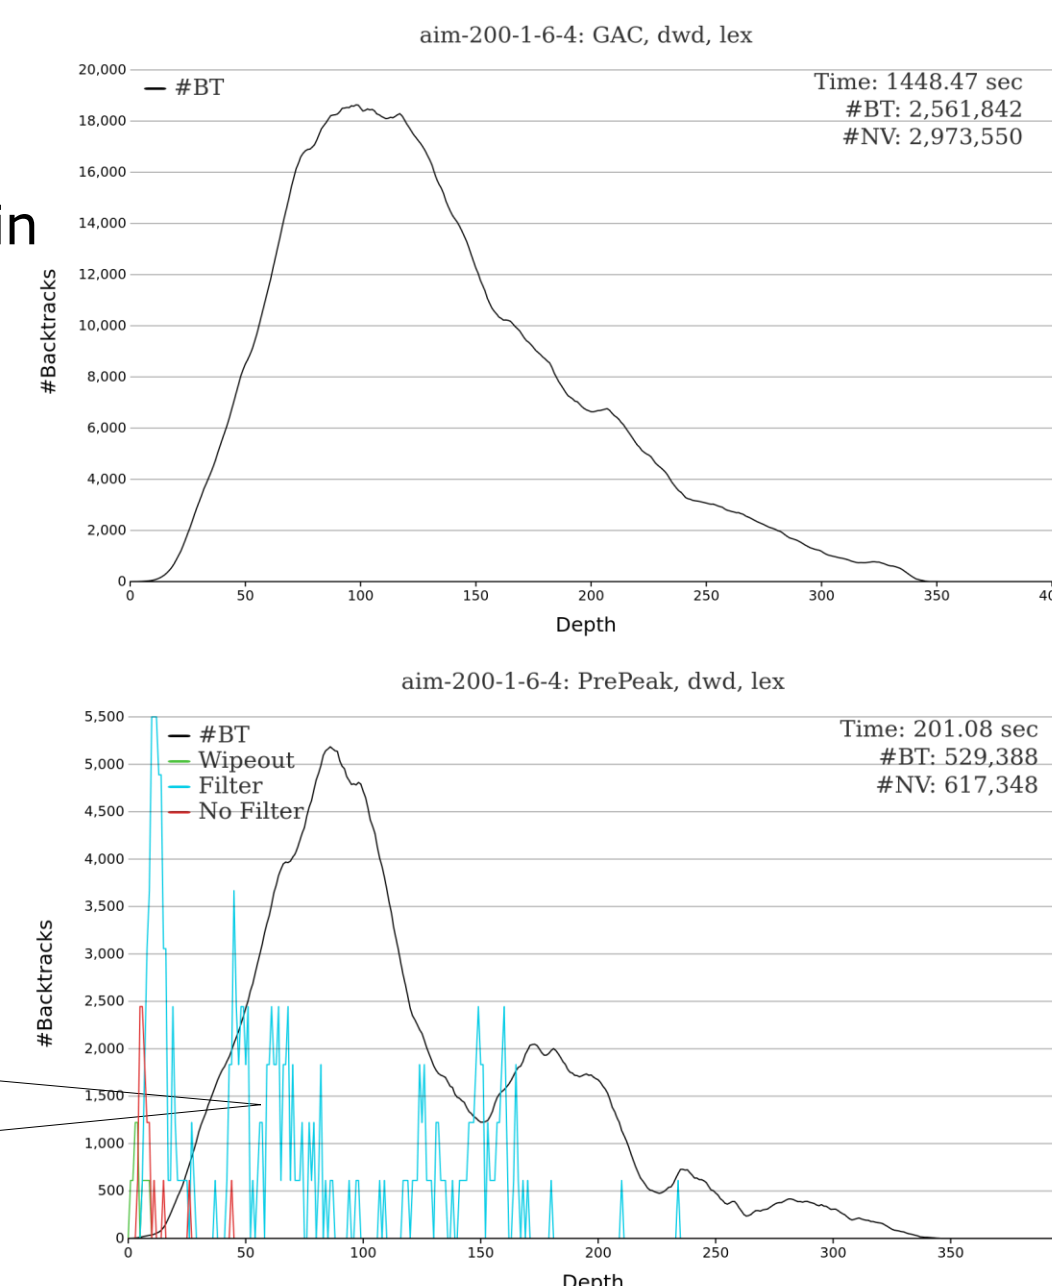 aim-200-1-6-4: GAC, dwd, lex
20,000
#BT
Time: 1448.47 sec
#BT: 2,561,842
#NV: 2,973,550
18,000
16,000
14,000
in
12,000
10,000
8,000
6,000
4,000
2,000
0
#Backtracks
0 50 100 150 200 250 300 350 40
Depth
aim-200-1-6-4: PrePeak, dwd, lex
5,500
#BT
Wipeout
Filter
No Filter
Time: 201.08 sec
#BT: 529,388
#NV: 617,348
5,000
4,500
4,000
3,500
3,000
2,500
2,000
1,500
1,000
500
0
#Backtracks
0 50 100 150 200 250 300 350
Depth